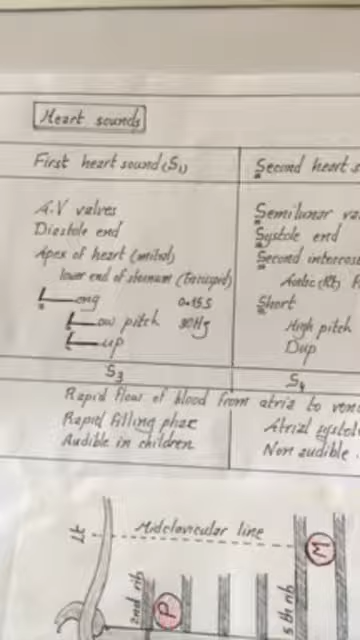 Heart sounds
First heart sound (S1)
Second heart s
A.V valves
Diastole end
Apex of heart (mitral)
lower end of sternum (tricuspid)
Long 0.15 S
Low pitch 30Hz
Lup
Semilunar va
Systole end
Second intercos
Aortic (Rt) P
Short
High pitch
Dup
S3
S4
Rapid flow of blood from atria to ven
Rapid filling phase
Atrial systol
Audible in children
Non audible
Lt
Midclavicular line
2nd rib
P
5th rib
M